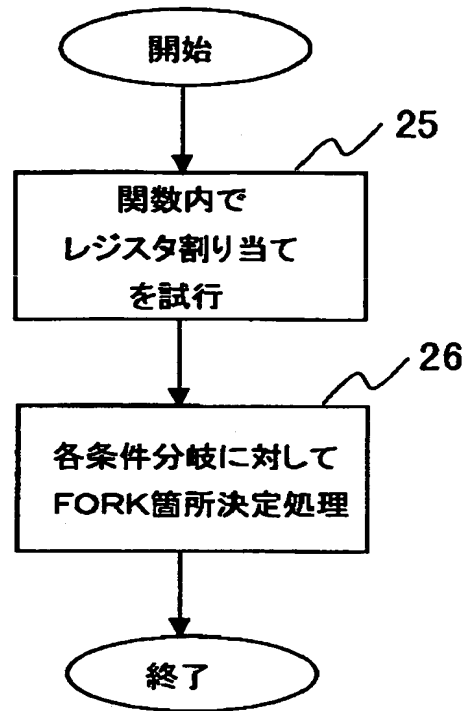 開始
25
関数内で
レジスタ割り当て
を試行
26
各条件分岐に対して
FORK箇所決定処理
終了